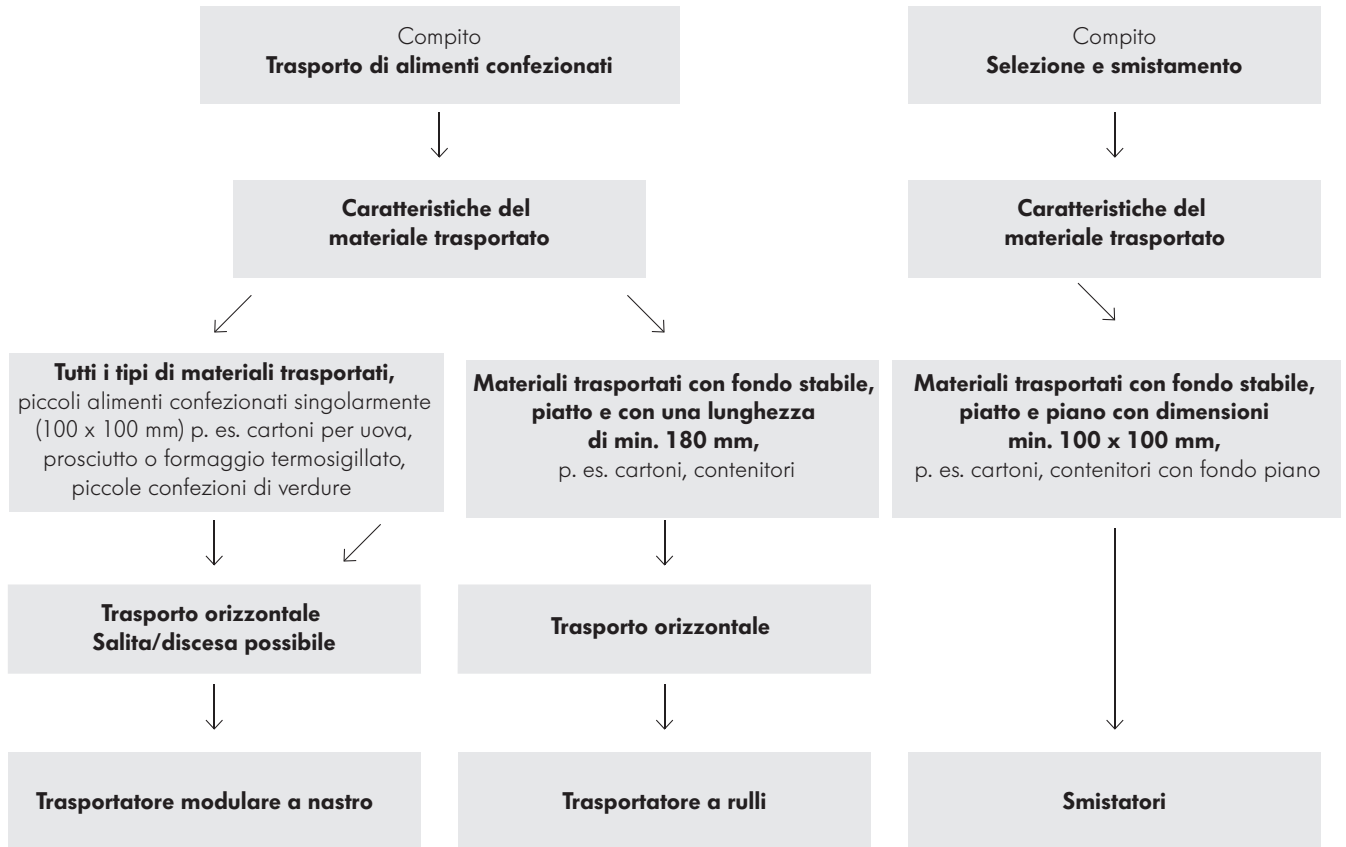 Compito
Trasporto di alimenti confezionati
Compito
Selezione e smistamento
Caratteristiche del
materiale trasportato
Caratteristiche del
materiale trasportato
Tutti i tipi di materiali trasportati,
piccoli alimenti confezionati singolarmente
(100 x 100 mm) p. es. cartoni per uova,
prosciutto o formaggio termosigillato,
piccole confezioni di verdure
Materiali trasportati con fondo stabile,
piatto e con una lunghezza
di min. 180 mm,
p. es. cartoni, contenitori
Materiali trasportati con fondo stabile,
piatto e piano con dimensioni
min. 100 x 100 mm,
p. es. cartoni, contenitori con fondo piano
Trasporto orizzontale
Salita/discesa possibile
Trasporto orizzontale
Trasportatore modulare a nastro
Trasportatore a rulli
Smistatori